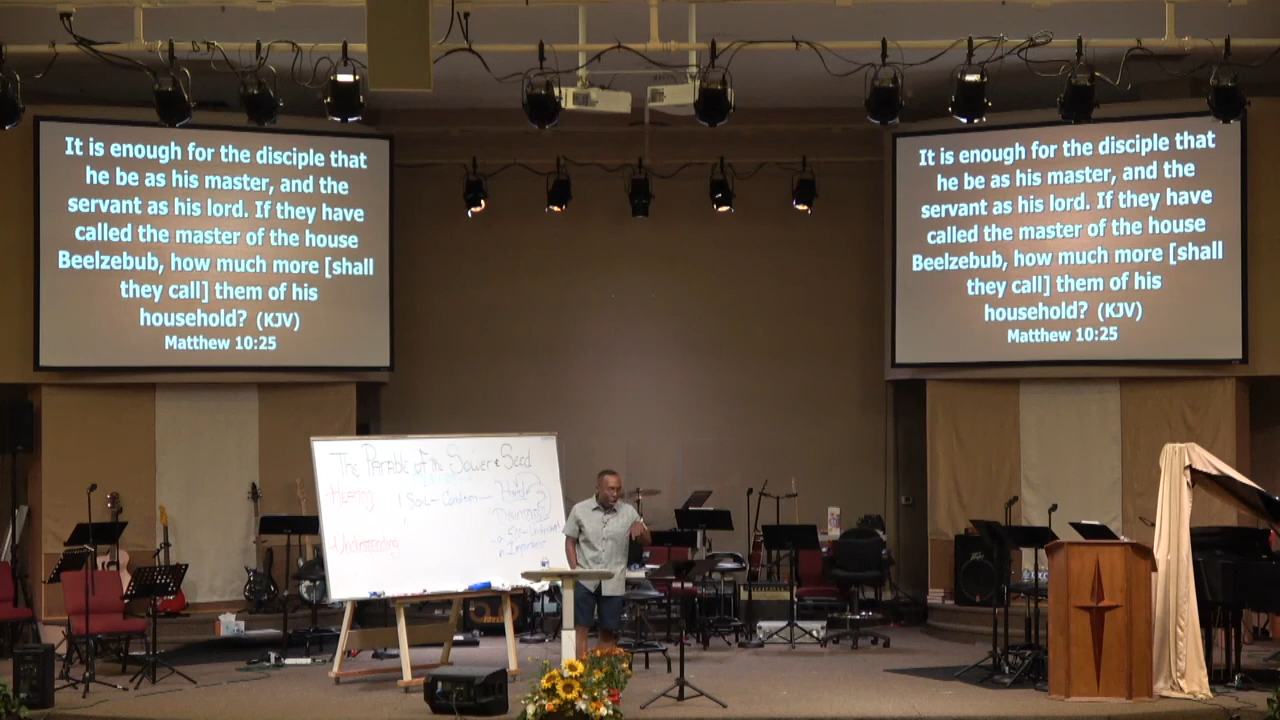 It is enough for the disciple that
he be as his master, and the
servant as his lord. If they have
called the master of the house
Beelzebub, how much more [shall
they call] them of his
household? (KJV)
Matthew 10:25
It is enough for the disciple that
he be as his master, and the
servant as his lord. If they have
called the master of the house
Beelzebub, how much more [shall
they call] them of his
household? (KJV)
Matthew 10:25
The Parable of the Sower & Seed
Hearing
Soil - Condition
Understanding